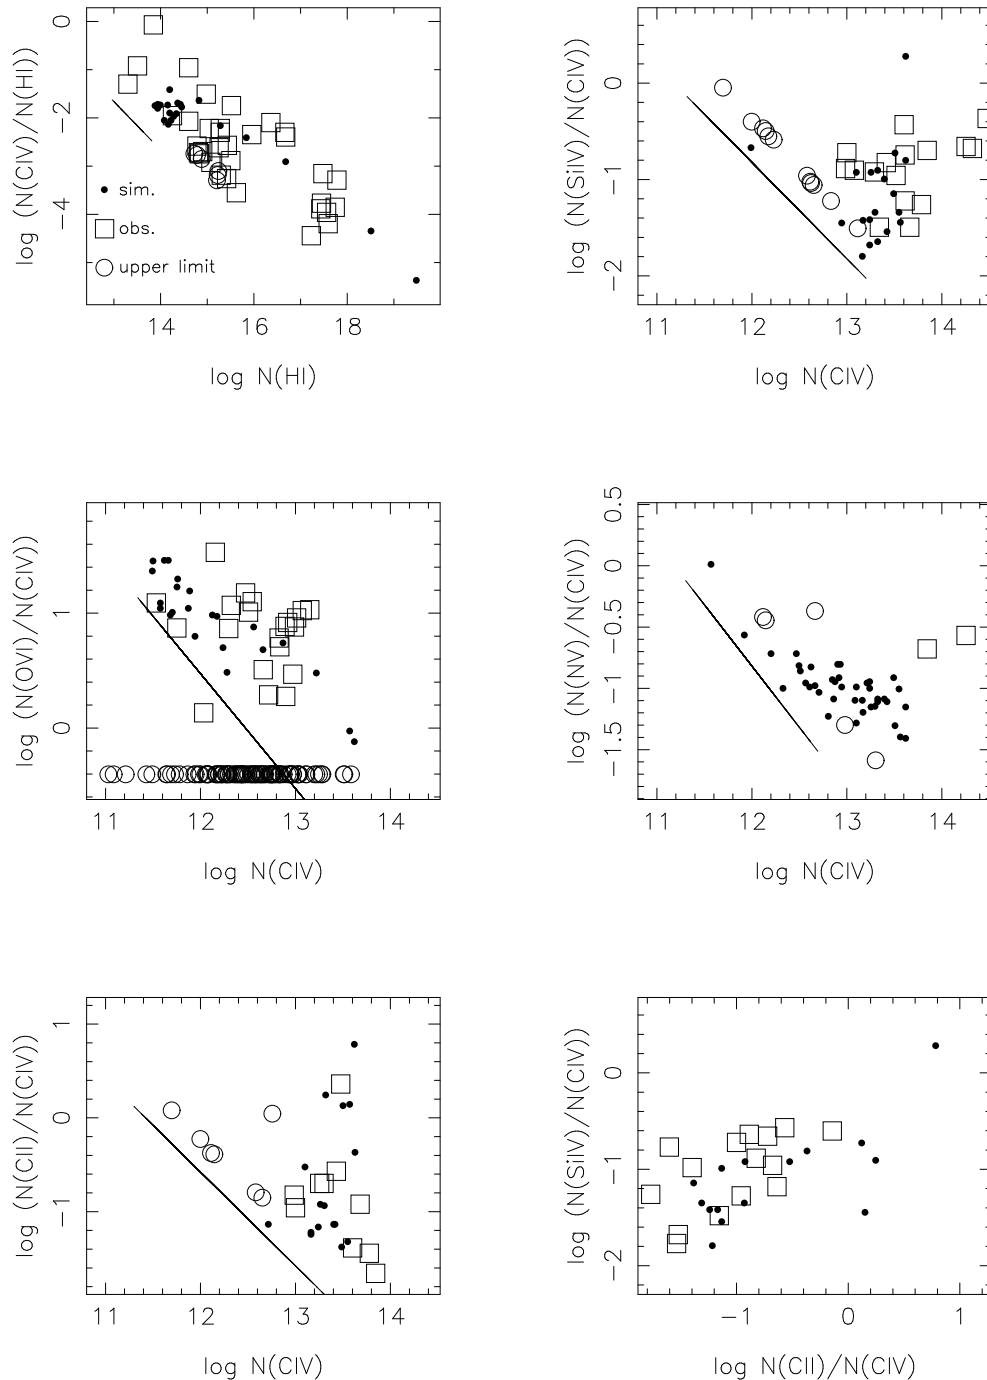 log (N(CIV)/N(HI))
0
−2
−4
sim.
obs.
upper limit
14 16 18
log N(HI)
log (N(SiIV)/N(CIV))
0
−1
−2
11 12 13 14
log N(CIV)
log (N(OVI)/N(CIV))
1
0
11 12 13 14
log N(CIV)
log (N(NV)/N(CIV))
0.5
0
−0.5
−1
−1.5
11 12 13 14
log N(CIV)
log (N(CII)/N(CIV))
1
0
−1
11 12 13 14
log N(CIV)
log (N(SiIV)/N(CIV))
0
−1
−2
−1 0 1
log N(CII)/N(CIV)